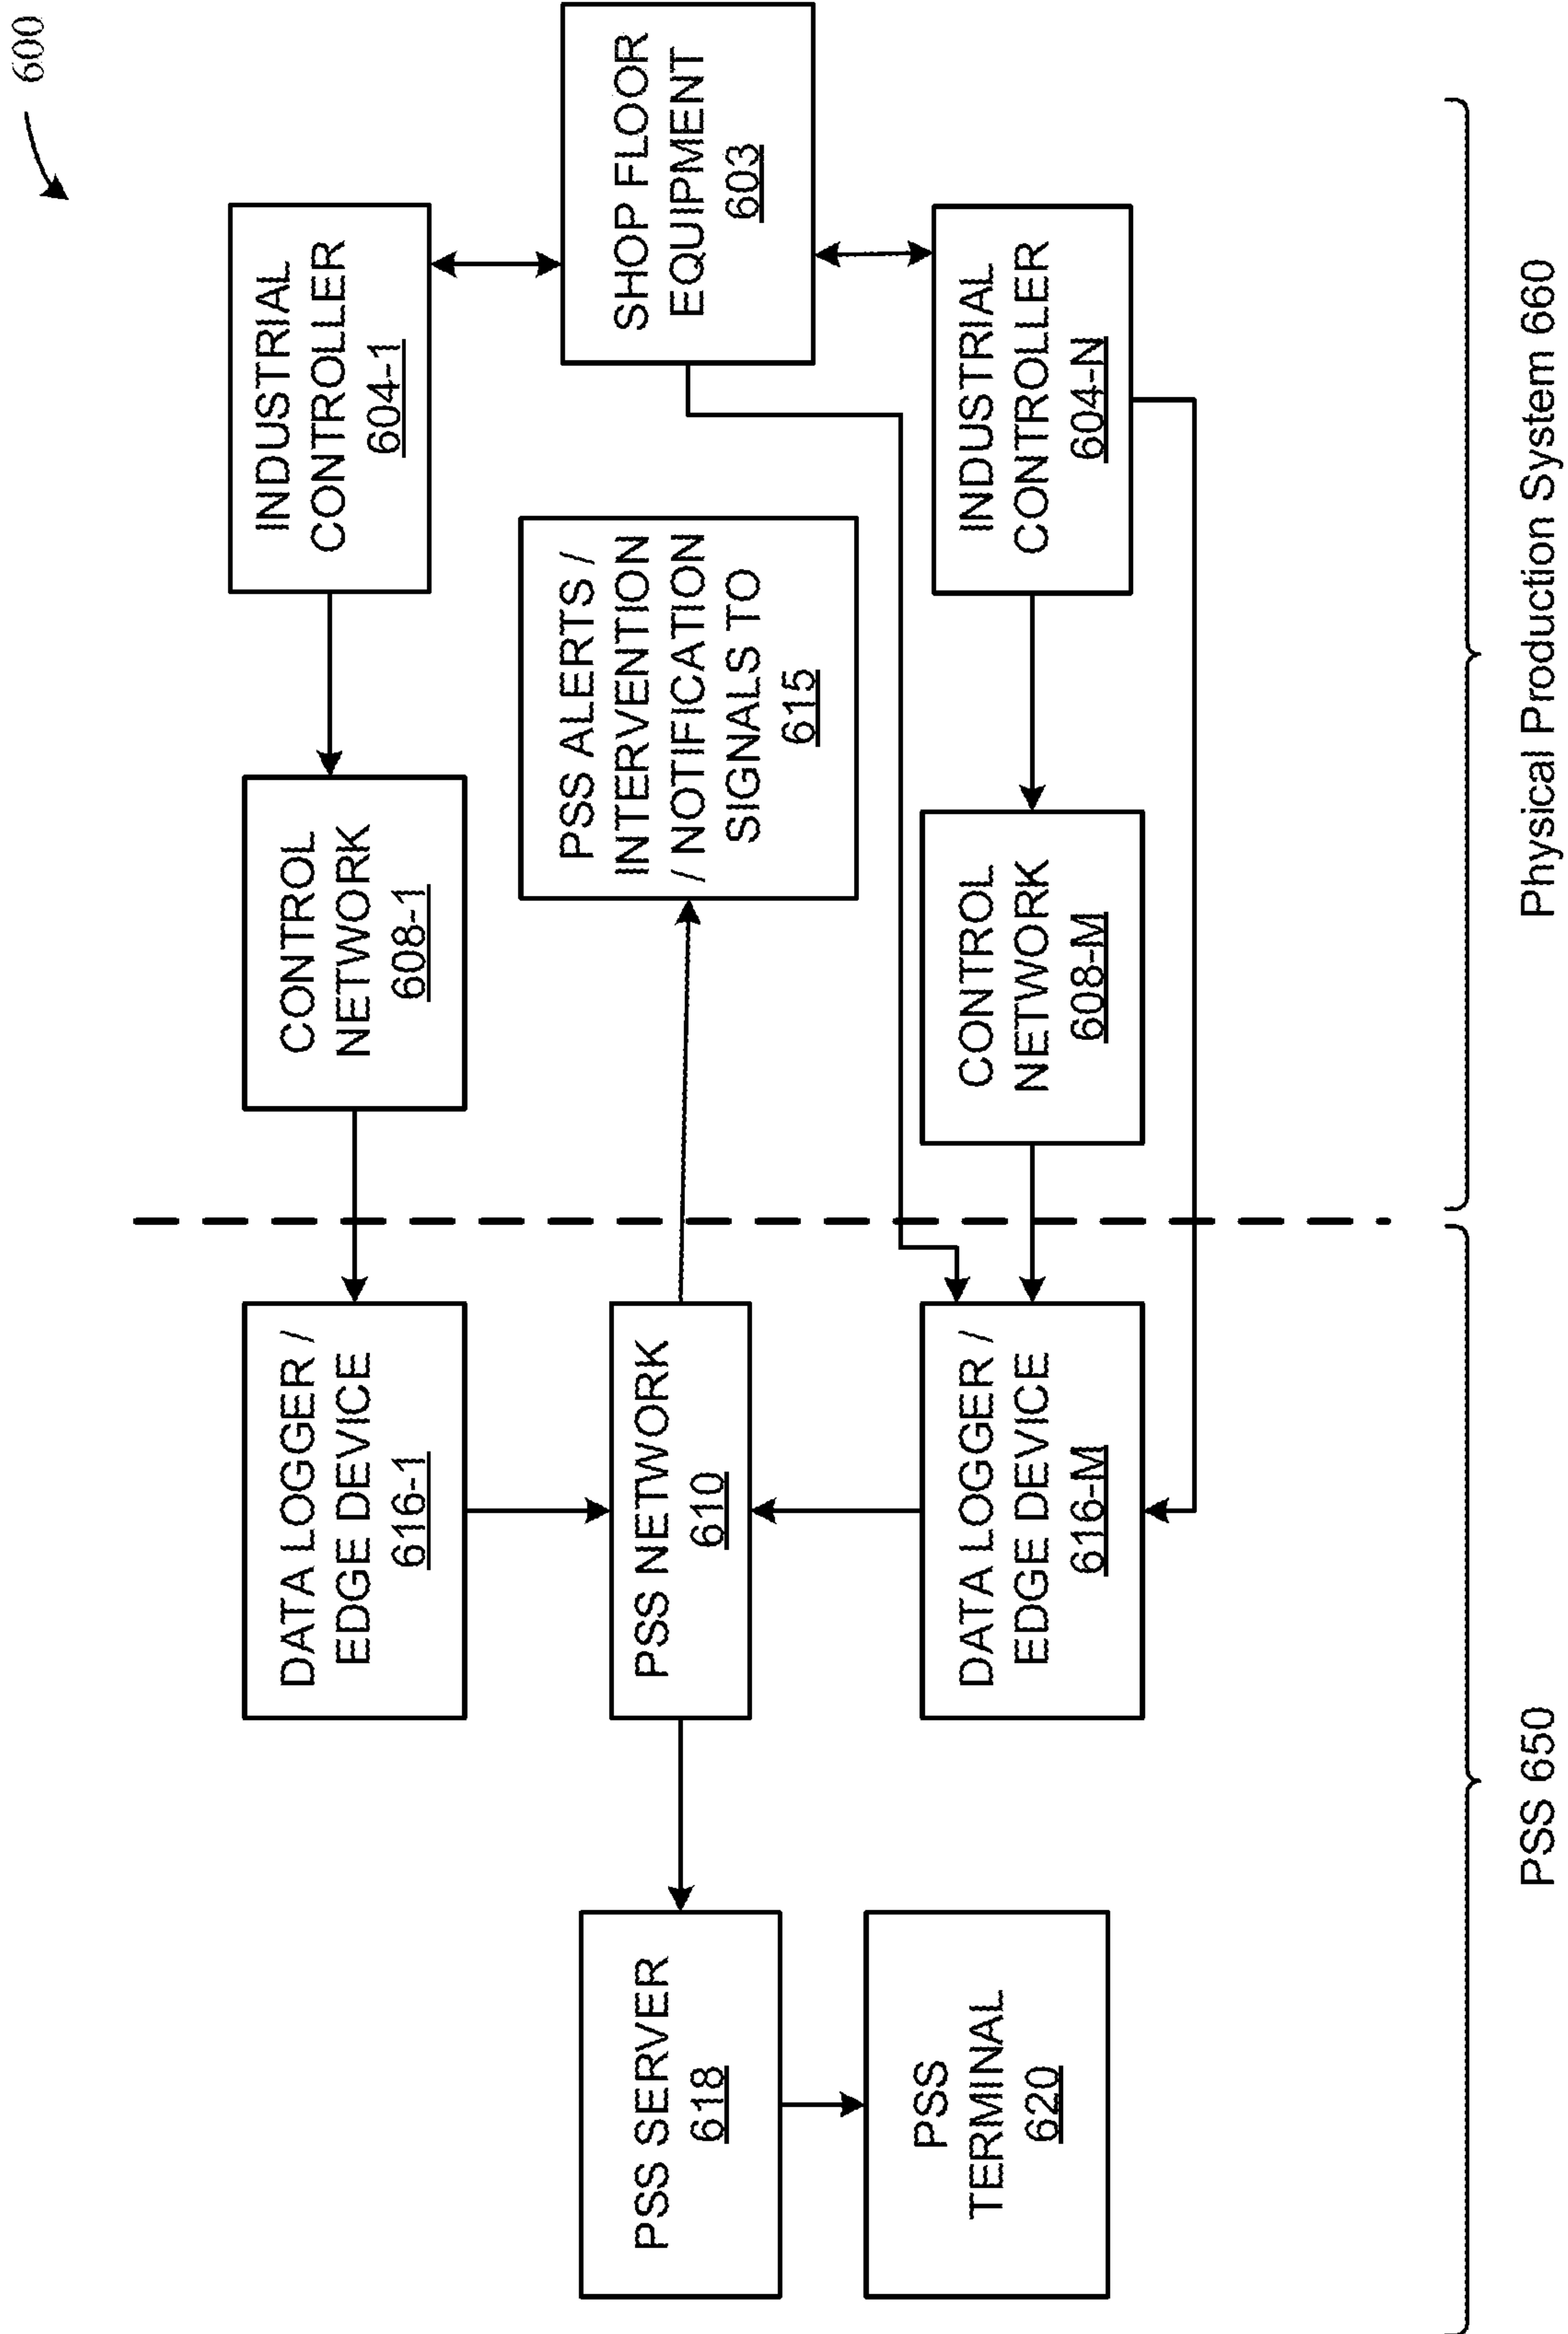 600
INDUSTRIAL
CONTROLLER
604-1
CONTROL
NETWORK
608-1
DATA LOGGER /
EDGE DEVICE
616-1
SHOP FLOOR
EQUIPMENT
603
PSS ALERTS /
INTERVENTION
/ NOTIFICATION
SIGNALS TO
615
PSS NETWORK
610
PSS SERVER
618
INDUSTRIAL
CONTROLLER
604-N
CONTROL
NETWORK
608-M
DATA LOGGER /
EDGE DEVICE
616-M
PSS
TERMINAL
620
PSS 650
Physical Production System 660